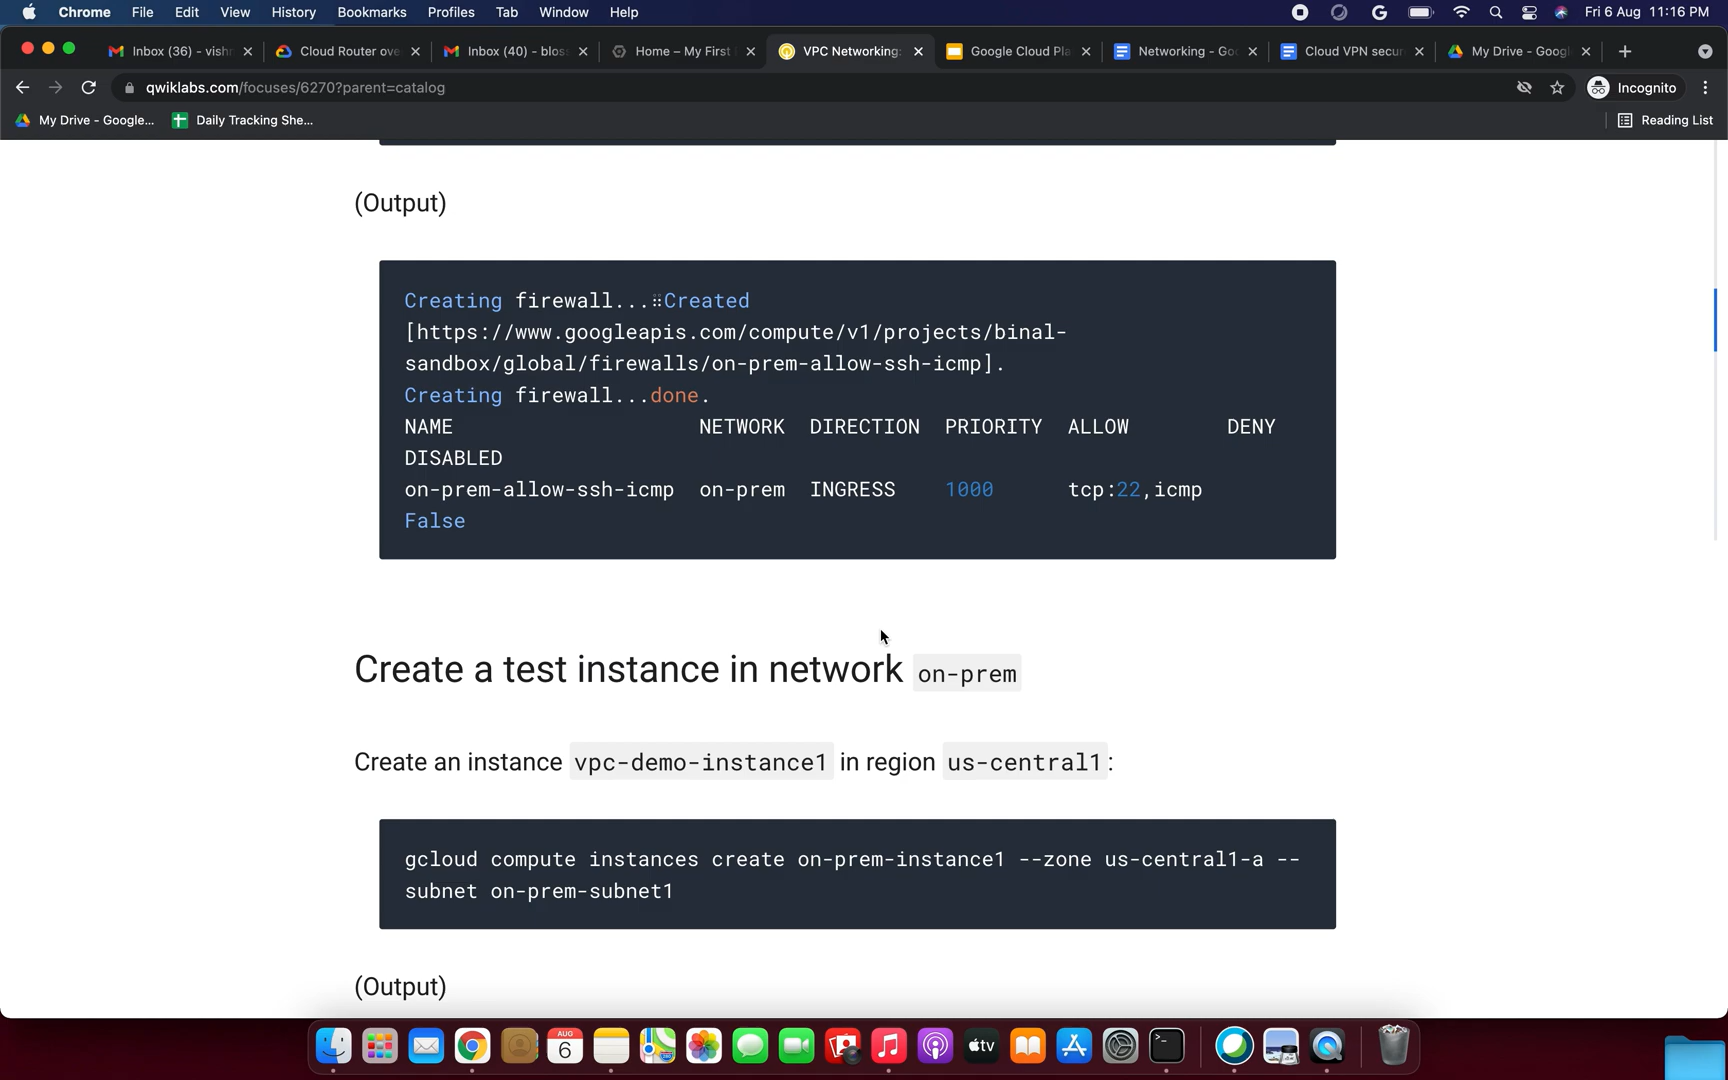 Chrome File Edit View History Bookmarks Profiles Tab Window Help Fri 6 Aug 11:16 PM
Inbox (36) - vish Cloud Router ove Inbox (40) - blos Home – My First VPC Networking: Google Cloud Pla Networking - Go Cloud VPN secur My Drive - Googl
qwiklabs.com/focuses/6270?parent=catalog Incognito
My Drive - Google... Daily Tracking She... Reading List
(Output)
Creating firewall...⠶Created
[https://www.googleapis.com/compute/v1/projects/binal-
sandbox/global/firewalls/on-prem-allow-ssh-icmp].
Creating firewall...done.
NAME NETWORK DIRECTION PRIORITY ALLOW DENY
DISABLED
on-prem-allow-ssh-icmp on-prem INGRESS 1000 tcp:22,icmp
False
Create a test instance in network on-prem
Create an instance vpc-demo-instance1 in region us-central1:
gcloud compute instances create on-prem-instance1 --zone us-central1-a --
subnet on-prem-subnet1
(Output)
AUG
6
tv